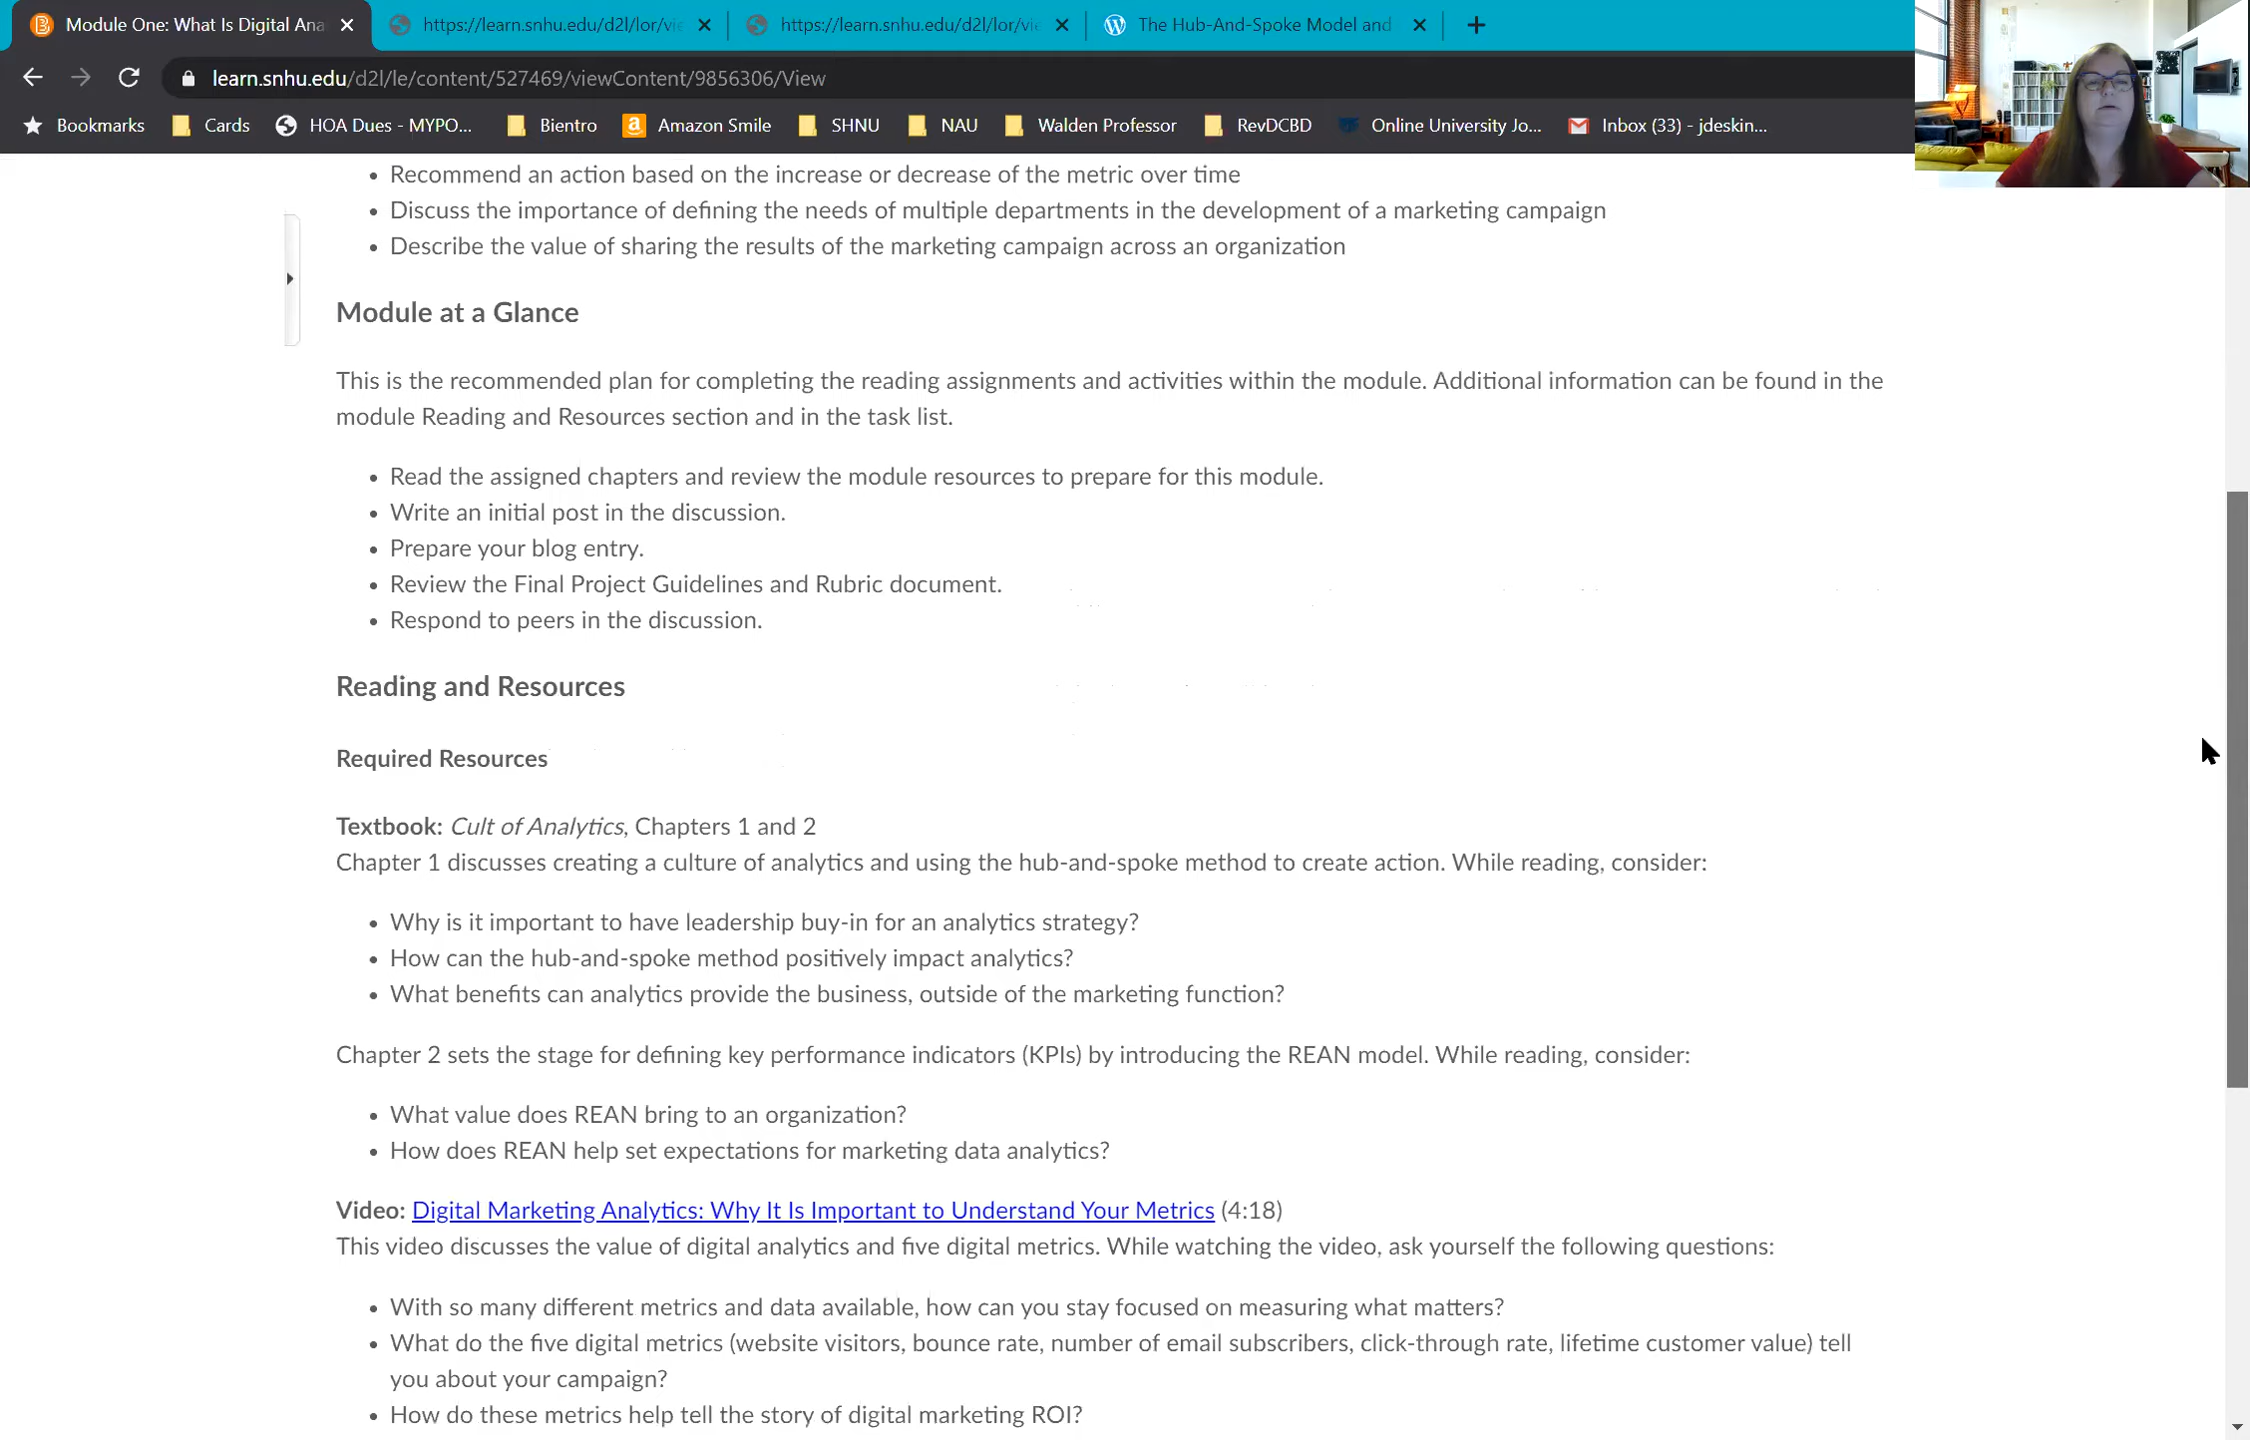 Module One: What Is Digital Ana
https://learn.snhu.edu/d2l/lor/vie
https://learn.snhu.edu/d2l/lor/vie
The Hub-And-Spoke Model and
learn.snhu.edu/d2l/le/content/527469/viewContent/9856306/View
Bookmarks
Cards
HOA Dues - MYPO...
Bientro
Amazon Smile
SHNU
NAU
Walden Professor
RevDCBD
Online University Jo...
Inbox (33) - jdeskin...
• Recommend an action based on the increase or decrease of the metric over time
• Discuss the importance of defining the needs of multiple departments in the development of a marketing campaign
• Describe the value of sharing the results of the marketing campaign across an organization
Module at a Glance
This is the recommended plan for completing the reading assignments and activities within the module. Additional information can be found in the
module Reading and Resources section and in the task list.
• Read the assigned chapters and review the module resources to prepare for this module.
• Write an initial post in the discussion.
• Prepare your blog entry.
• Review the Final Project Guidelines and Rubric document.
• Respond to peers in the discussion.
Reading and Resources
Required Resources
Textbook: Cult of Analytics, Chapters 1 and 2
Chapter 1 discusses creating a culture of analytics and using the hub-and-spoke method to create action. While reading, consider:
• Why is it important to have leadership buy-in for an analytics strategy?
• How can the hub-and-spoke method positively impact analytics?
• What benefits can analytics provide the business, outside of the marketing function?
Chapter 2 sets the stage for defining key performance indicators (KPIs) by introducing the REAN model. While reading, consider:
• What value does REAN bring to an organization?
• How does REAN help set expectations for marketing data analytics?
Video: Digital Marketing Analytics: Why It Is Important to Understand Your Metrics (4:18)
This video discusses the value of digital analytics and five digital metrics. While watching the video, ask yourself the following questions:
• With so many different metrics and data available, how can you stay focused on measuring what matters?
• What do the five digital metrics (website visitors, bounce rate, number of email subscribers, click-through rate, lifetime customer value) tell
you about your campaign?
• How do these metrics help tell the story of digital marketing ROI?